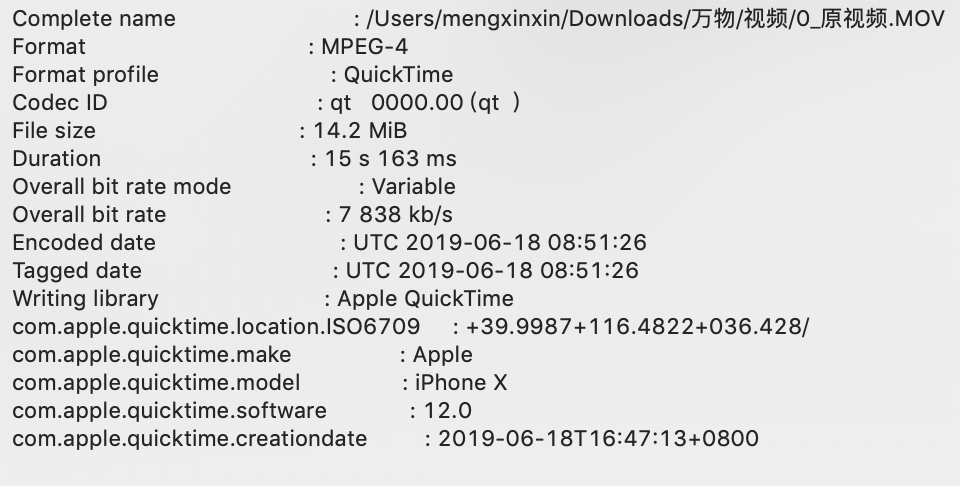 Complete name : /Users/mengxinxin/Downloads/万物/视频/0_原视频.MOV
Format : MPEG-4
Format profile : QuickTime
Codec ID : qt 0000.00 (qt )
File size : 14.2 MiB
Duration : 15 s 163 ms
Overall bit rate mode : Variable
Overall bit rate : 7 838 kb/s
Encoded date : UTC 2019-06-18 08:51:26
Tagged date : UTC 2019-06-18 08:51:26
Writing library : Apple QuickTime
com.apple.quicktime.location.ISO6709 : +39.9987+116.4822+036.428/
com.apple.quicktime.make : Apple
com.apple.quicktime.model : iPhone X
com.apple.quicktime.software : 12.0
com.apple.quicktime.creationdate : 2019-06-18T16:47:13+0800